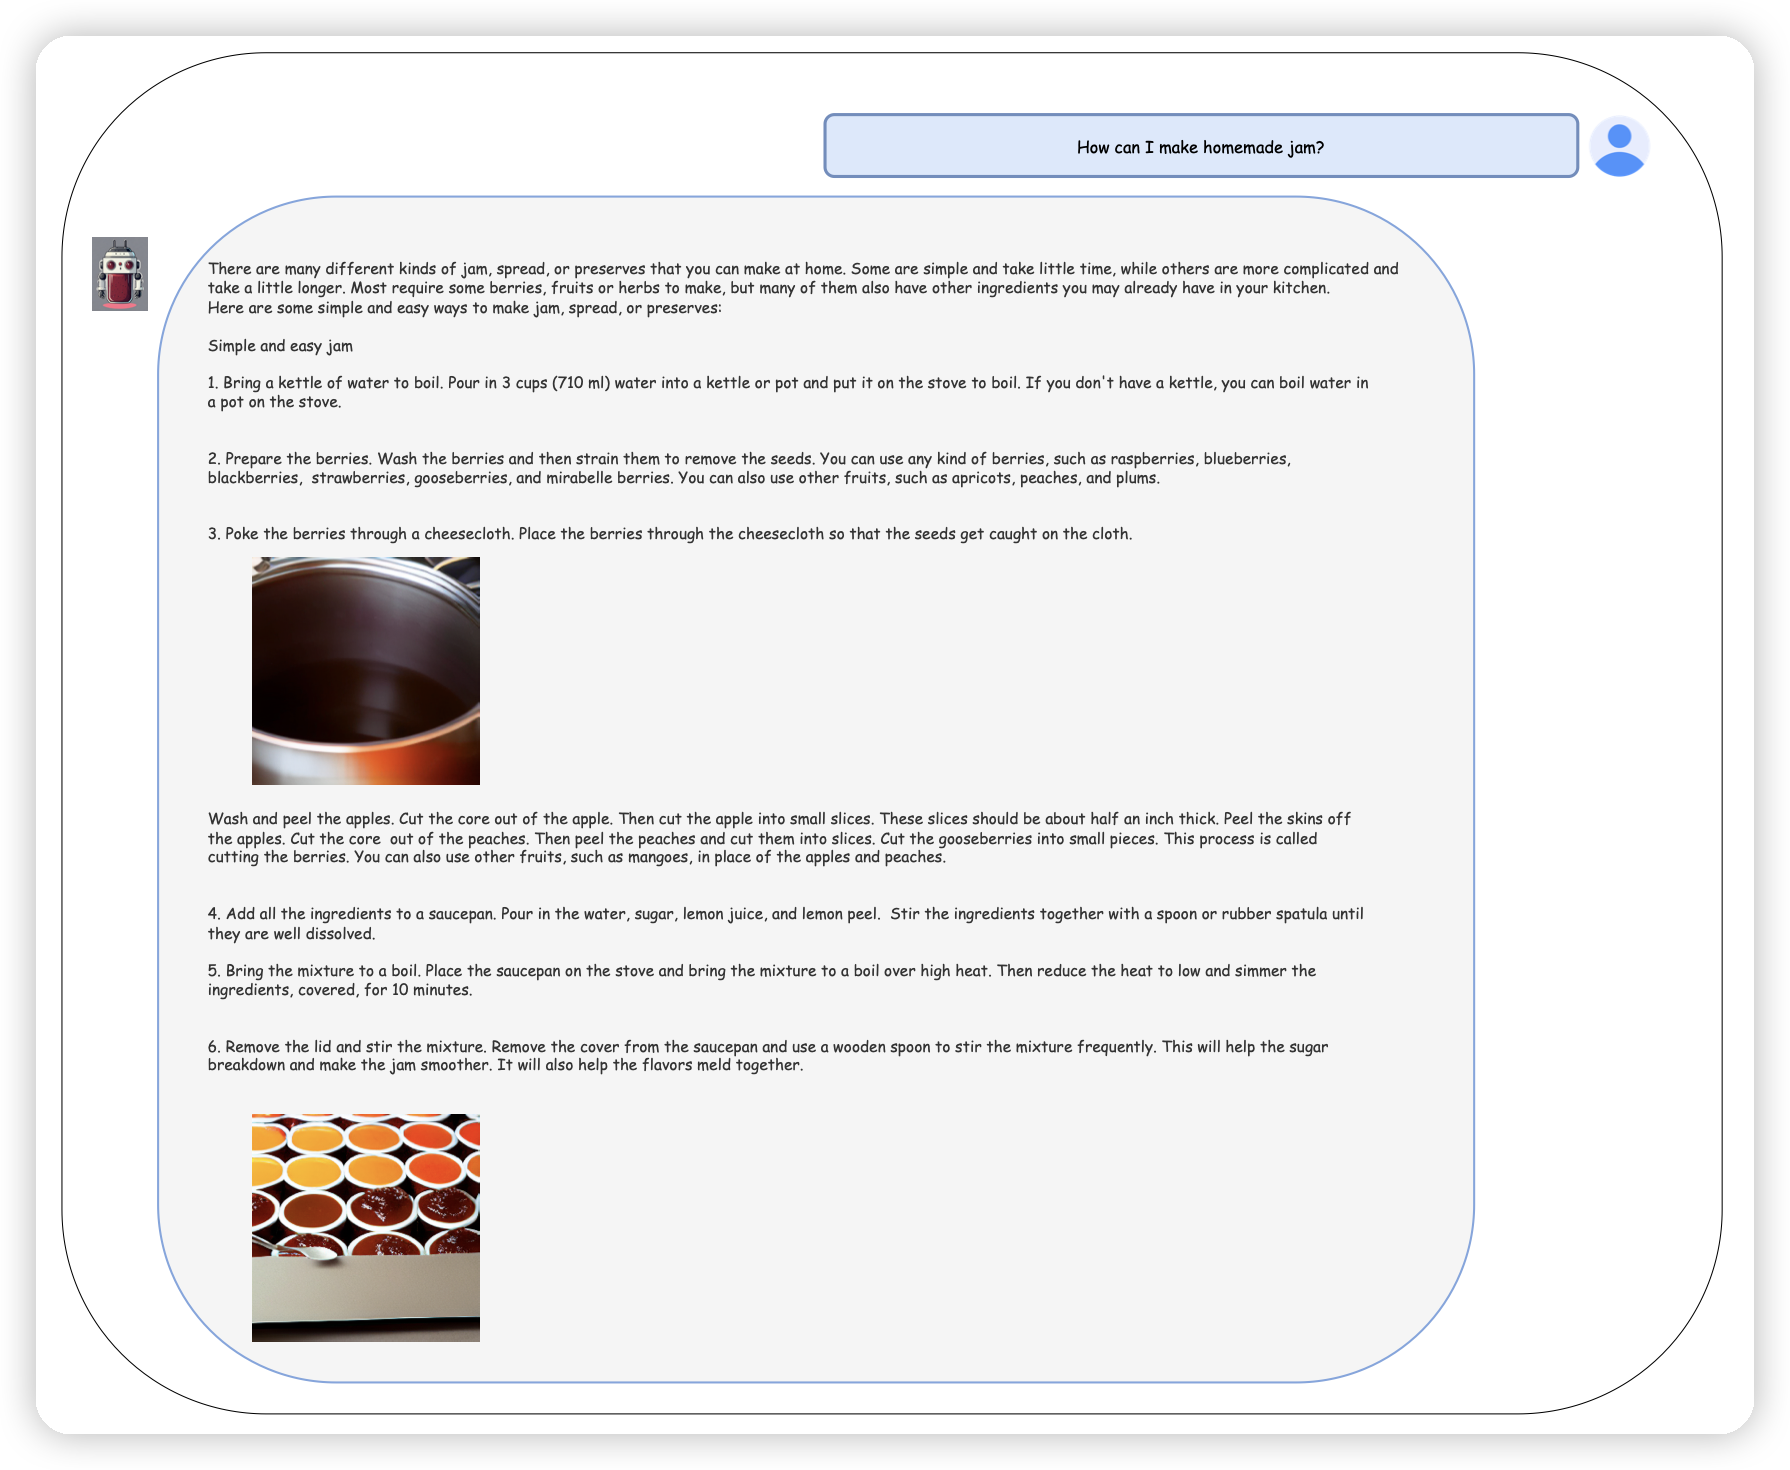 How can I make homemade jam?
There are many different kinds of jam, spread, or preserves that you can make at home. Some are simple and take little time, while others are more complicated and
take a little longer. Most require some berries, fruits or herbs to make, but many of them also have other ingredients you may already have in your kitchen.
Here are some simple and easy ways to make jam, spread, or preserves:
Simple and easy jam
1. Bring a kettle of water to boil. Pour in 3 cups (710 ml) water into a kettle or pot and put it on the stove to boil. If you don't have a kettle, you can boil water in
a pot on the stove.
2. Prepare the berries. Wash the berries and then strain them to remove the seeds. You can use any kind of berries, such as raspberries, blueberries,
blackberries,  strawberries, gooseberries, and mirabelle berries. You can also use other fruits, such as apricots, peaches, and plums.
3. Poke the berries through a cheesecloth. Place the berries through the cheesecloth so that the seeds get caught on the cloth.
Wash and peel the apples. Cut the core out of the apple. Then cut the apple into small slices. These slices should be about half an inch thick. Peel the skins off
the apples. Cut the core  out of the peaches. Then peel the peaches and cut them into slices. Cut the gooseberries into small pieces. This process is called
cutting the berries. You can also use other fruits, such as mangoes, in place of the apples and peaches.
4. Add all the ingredients to a saucepan. Pour in the water, sugar, lemon juice, and lemon peel.  Stir the ingredients together with a spoon or rubber spatula until
they are well dissolved.
5. Bring the mixture to a boil. Place the saucepan on the stove and bring the mixture to a boil over high heat. Then reduce the heat to low and simmer the
ingredients, covered, for 10 minutes.
6. Remove the lid and stir the mixture. Remove the cover from the saucepan and use a wooden spoon to stir the mixture frequently. This will help the sugar
breakdown and make the jam smoother. It will also help the flavors meld together.